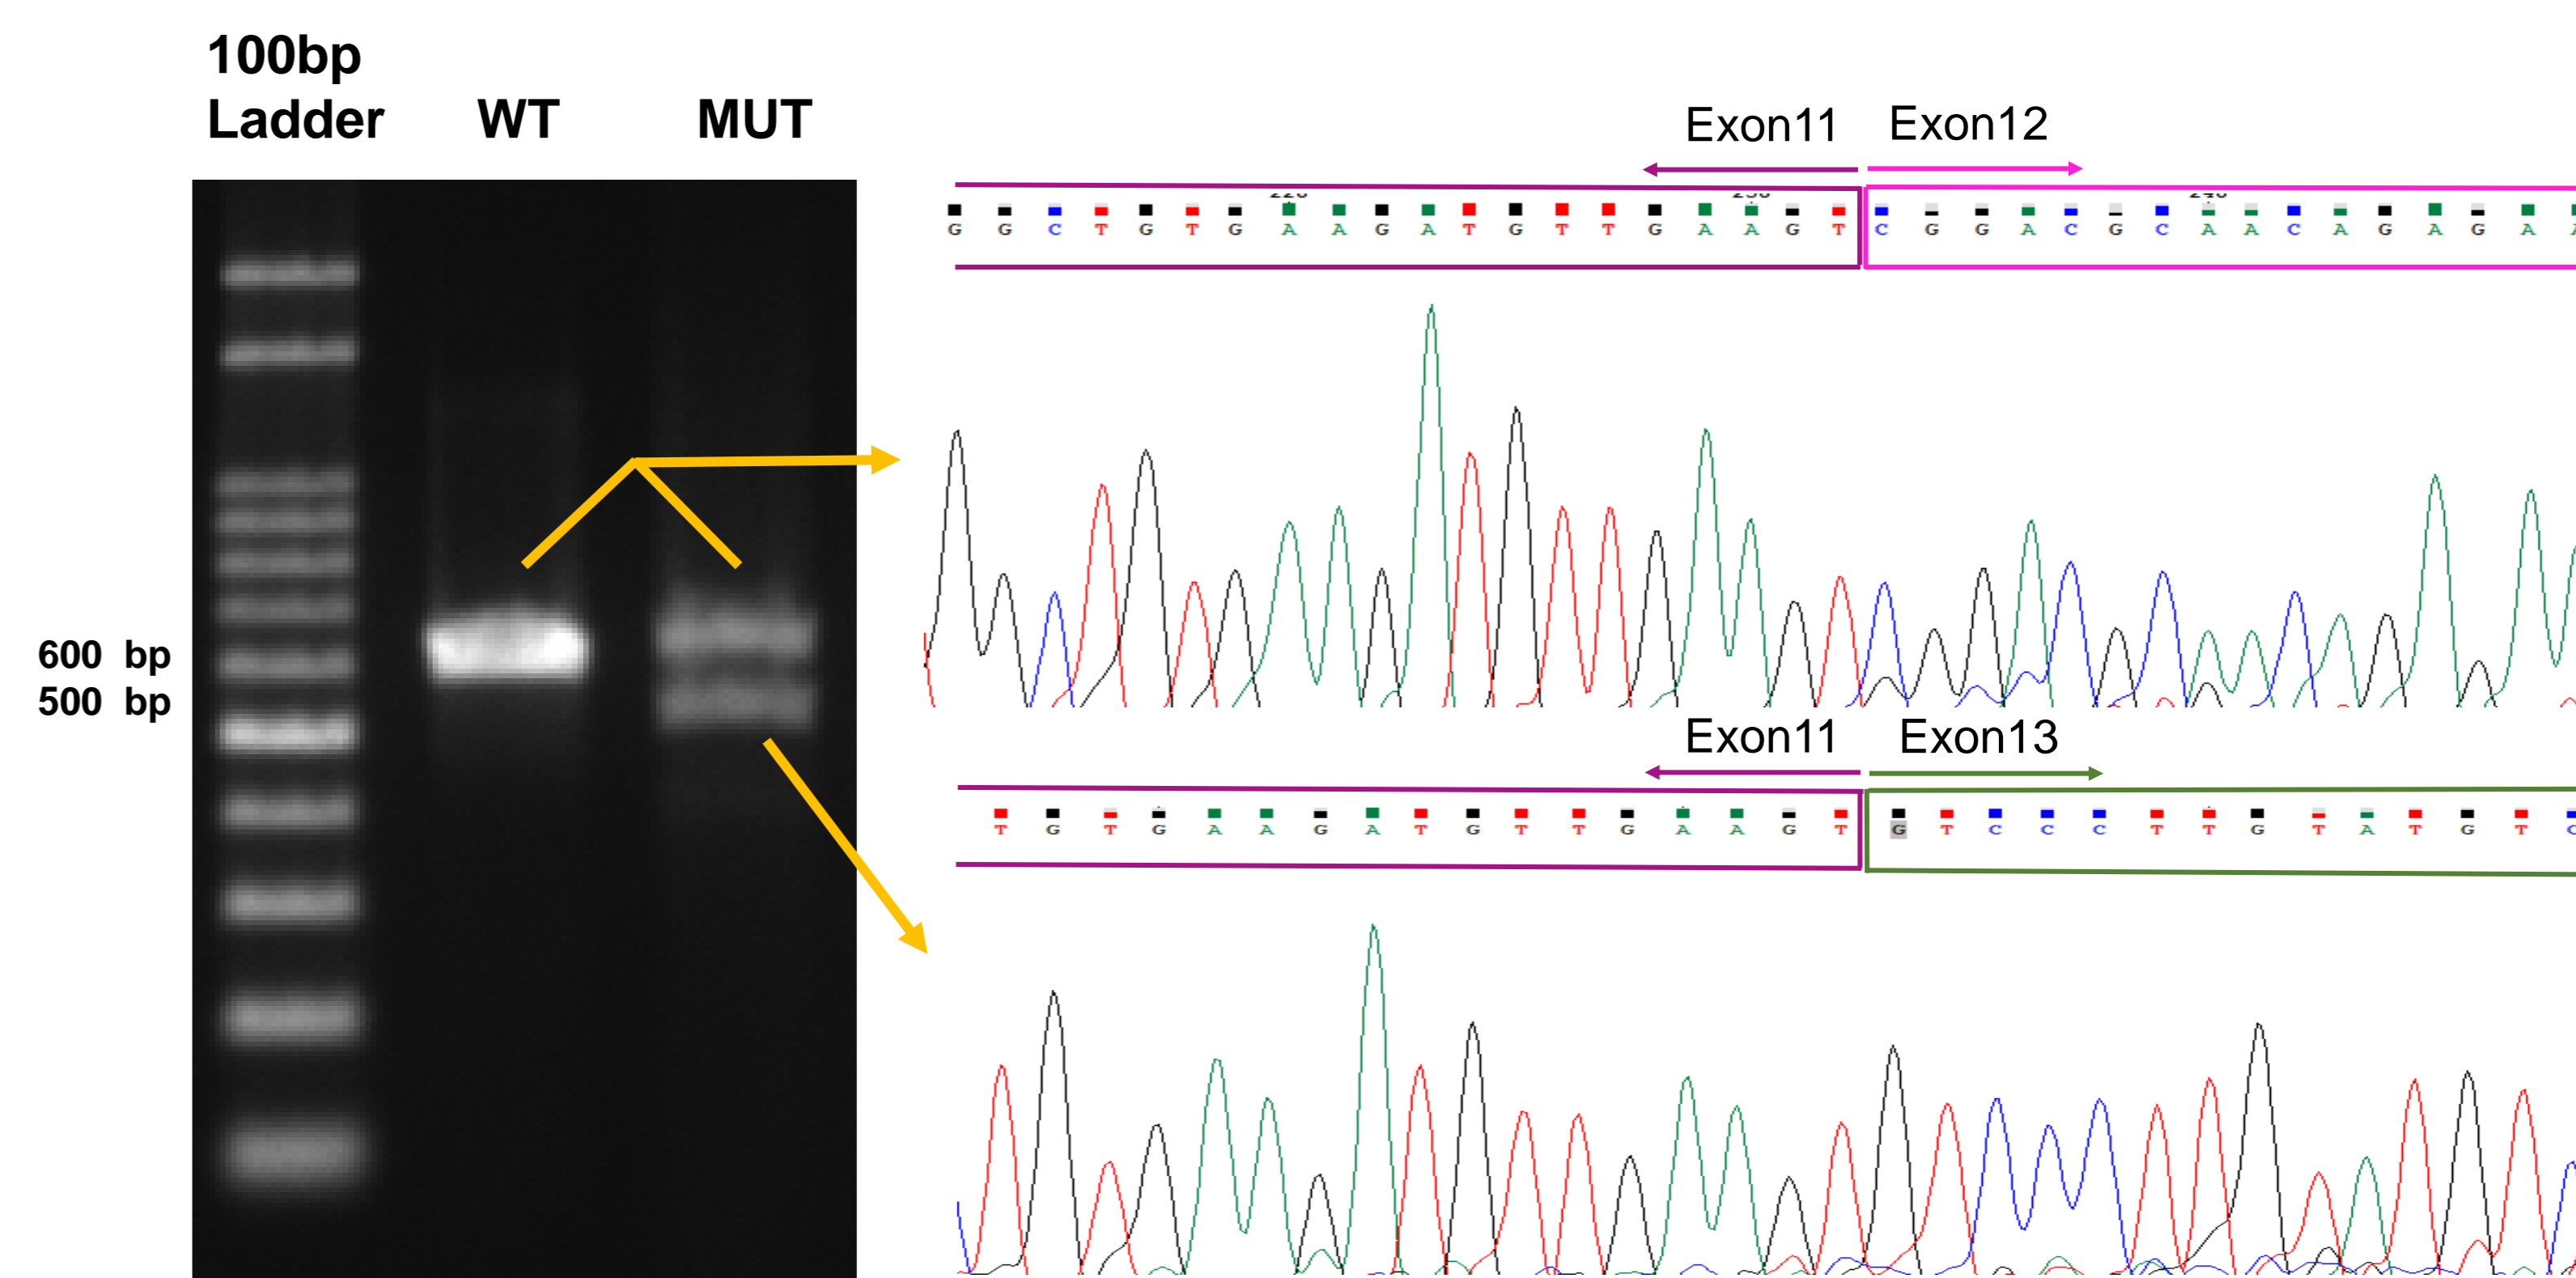 100bp
Ladder WT MUT
600 bp
500 bp
Exon11 Exon12
G G C T G T G A A G A T G T T G A A G T C G G A C G C A A C A G A G A
Exon11 Exon13
T G T G A A G A T G T T G A A G T G T C C C T T G T A T G T C